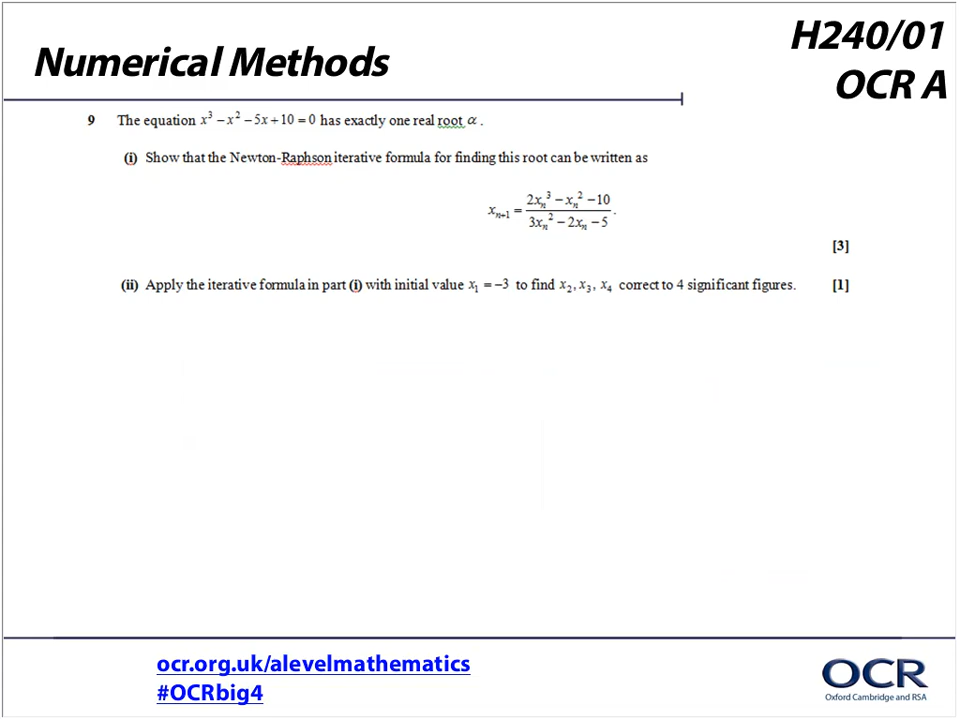 Numerical Methods
H240/01
OCR A
9 The equation x³ − x² − 5x + 10 = 0 has exactly one real root α .
(i) Show that the Newton-Raphson iterative formula for finding this root can be written as
xₙ₊₁ = (2xₙ³ − xₙ² − 10) / (3xₙ² − 2xₙ − 5) .
[3]
(ii) Apply the iterative formula in part (i) with initial value x₁ = −3 to find x₂, x₃, x₄ correct to 4 significant figures. [1]
ocr.org.uk/alevelmathematics
#OCRbig4
OCR
Oxford Cambridge and RSA